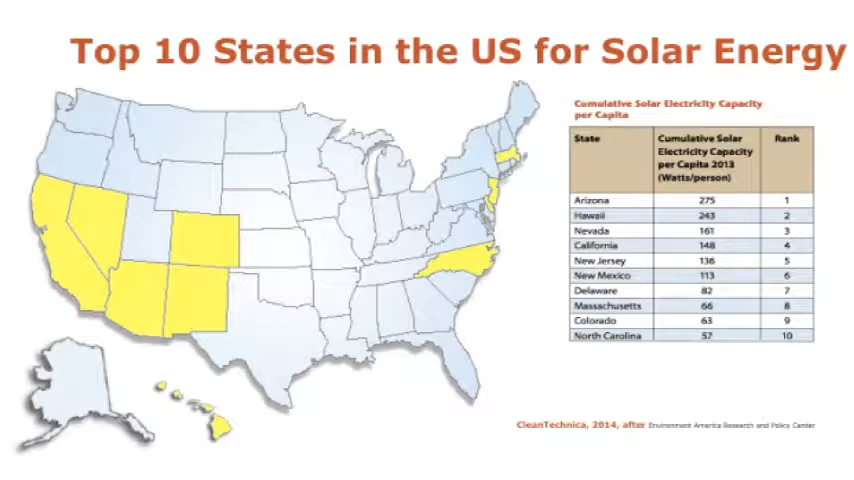 Top 10 States in the US for Solar Energy
Cumulative Solar Electricity Capacity
per Capita
State Cumulative Solar Rank
Electricity Capacity
per Capita 2013
(Watts/person)
Arizona 275 1
Hawaii 243 2
Nevada 161 3
California 148 4
New Jersey 136 5
New Mexico 113 6
Delaware 82 7
Massachusetts 66 8
Colorado 63 9
North Carolina 57 10
CleanTechnica, 2014, after Environment America Research and Policy Center